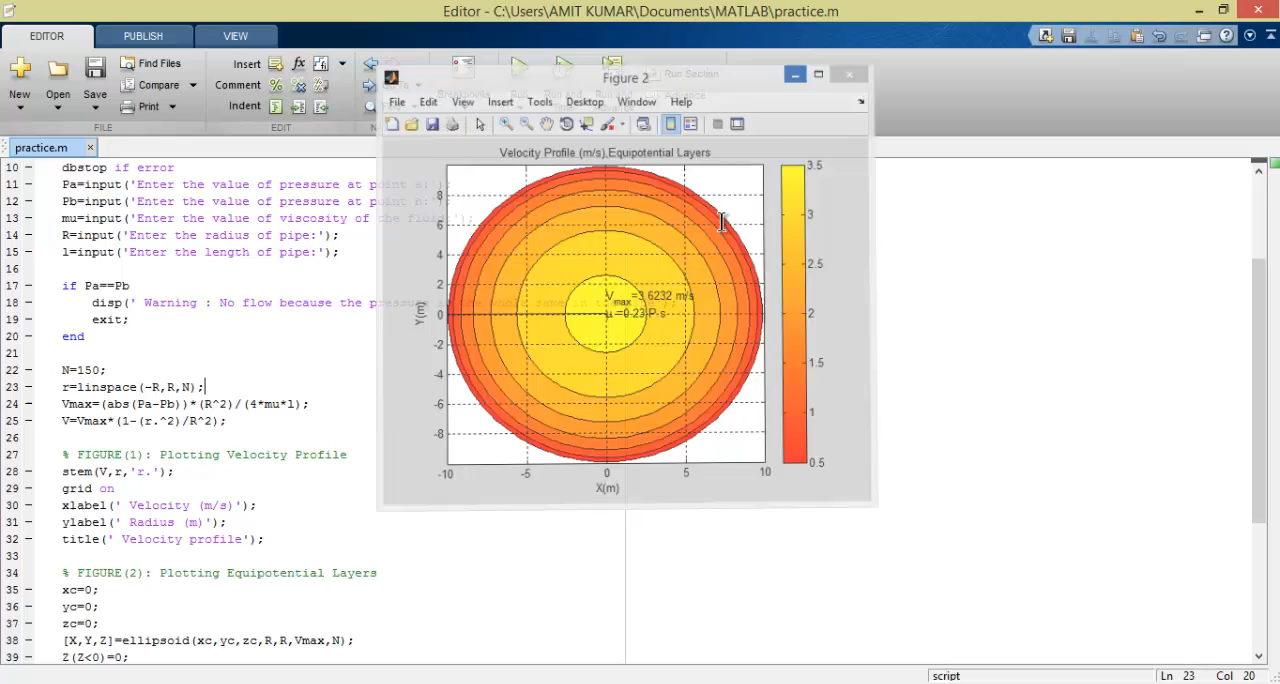 Editor - C:\Users\AMIT KUMAR\Documents\MATLAB\practice.m
EDITOR PUBLISH VIEW
New Open Save
Find Files
Compare
Print
FILE
Insert fx
Comment
Indent
EDIT
Breakpoints
Run Section
Figure 2
File Edit View Insert Tools Desktop Window Help
practice.m
10 dbstop if error
11 Pa=input('Enter the value of pressure at point
12 Pb=input('Enter the value of pressure at point
13 mu=input('Enter the value of viscosity of the fluid:');
14 R=input('Enter the radius of pipe:');
15 l=input('Enter the length of pipe:');
16
17 if Pa==Pb
18 disp(' Warning : No flow because the
19 exit;
20 end
21
22 N=150;
23 r=linspace(-R,R,N);
24 Vmax=(abs(Pa-Pb))*(R^2)/(4*mu*l);
25 V=Vmax*(1-(r.^2)/R^2);
26
27 % FIGURE(1): Plotting Velocity Profile
28 stem(V,r,'r.');
29 grid on
30 xlabel(' Velocity (m/s)');
31 ylabel(' Radius (m)');
32 title(' Velocity profile');
33
34 % FIGURE(2): Plotting Equipotential Layers
35 xc=0;
36 yc=0;
37 zc=0;
38 [X,Y,Z]=ellipsoid(xc,yc,zc,R,R,Vmax,N);
39 Z(Z<0)=0;
Velocity Profile (m/s),Equipotential Layers
8
6
4
2
0
-2
-4
-6
-8
Y(m)
Vmax=3.6232 m/s
μ=0.23 P-s
-10 -5 0 5 10
X(m)
3.5
3
2.5
2
1.5
1
0.5
script Ln 23 Col 20